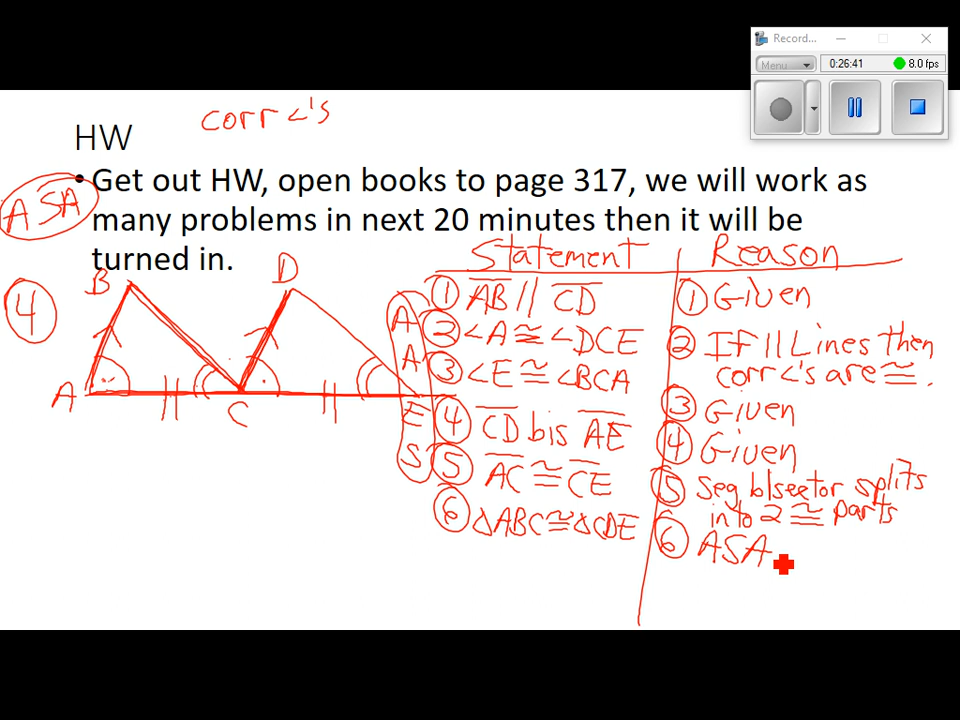 Record...
Menu
0:26:41
8.0 fps
corr <'s
HW
• Get out HW, open books to page 317, we will work as
many problems in next 20 minutes then it will be
turned in.
ASA
4
B
D
A
C
E
A
A
S
Statement
Reason
① AB // CD
① Given
② <A ≅ <DCE
② If // Lines then
corr <'s are ≅.
③ <E ≅ <BCA
③ Given
④ CD bis AE
④ Given
⑤ AC ≅ CE
⑤ Seg bisector splits
into 2 ≅ parts
⑥ △ABC ≅ △CDE
⑥ ASA